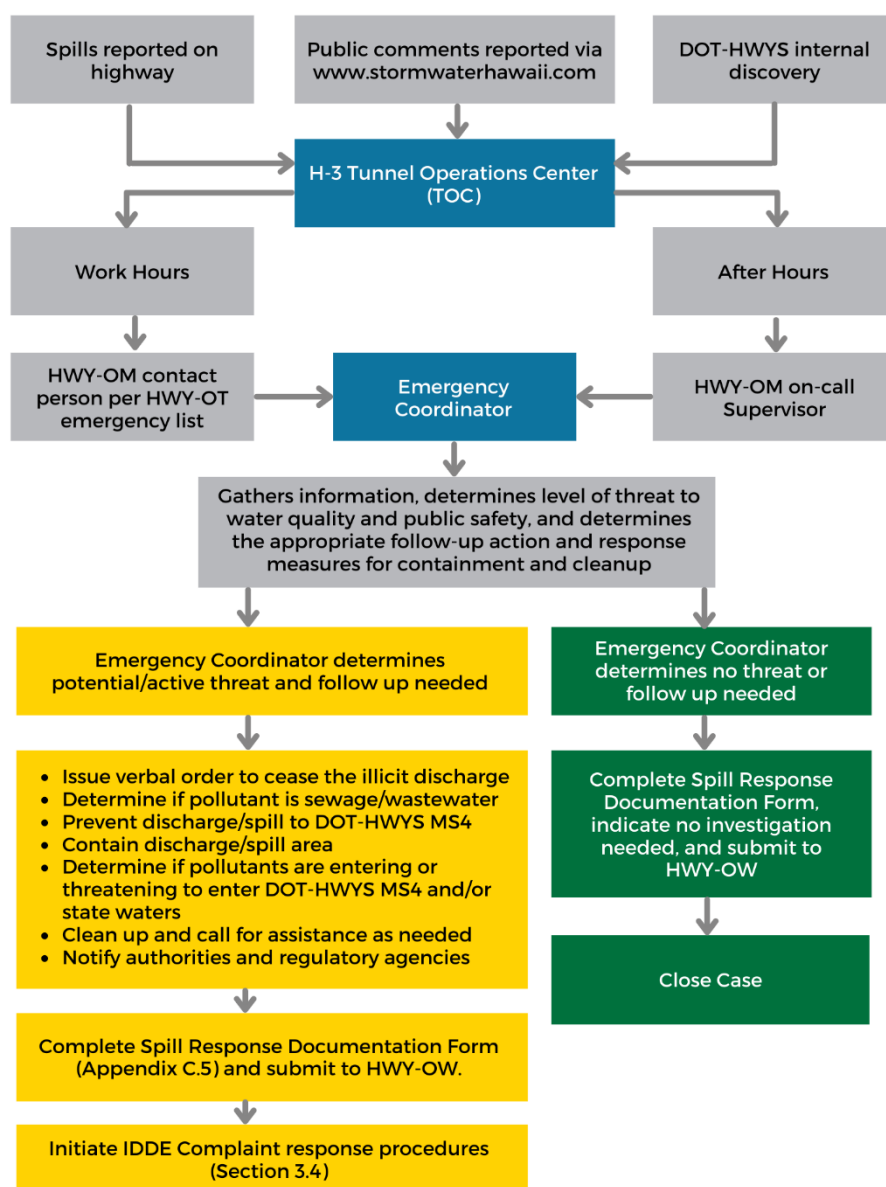 Spills reported on
highway
Public comments reported via
www.stormwaterhawaii.com
DOT-HWYS internal
discovery
H-3 Tunnel Operations Center
(TOC)
Work Hours
After Hours
HWY-OM contact
person per HWY-OT
emergency list
Emergency
Coordinator
HWY-OM on-call
Supervisor
Gathers information, determines level of threat to
water quality and public safety, and determines
the appropriate follow-up action and response
measures for containment and cleanup
Emergency Coordinator determines
potential/active threat and follow up needed
Emergency Coordinator
determines no threat or
follow up needed
• Issue verbal order to cease the illicit discharge
• Determine if pollutant is sewage/wastewater
• Prevent discharge/spill to DOT-HWYS MS4
• Contain discharge/spill area
• Determine if pollutants are entering or
threatening to enter DOT-HWYS MS4 and/or
state waters
• Clean up and call for assistance as needed
• Notify authorities and regulatory agencies
Complete Spill Response
Documentation Form,
indicate no investigation
needed, and submit to
HWY-OW
Close Case
Complete Spill Response Documentation Form
(Appendix C.5) and submit to HWY-OW.
Initiate IDDE Complaint response procedures
(Section 3.4)